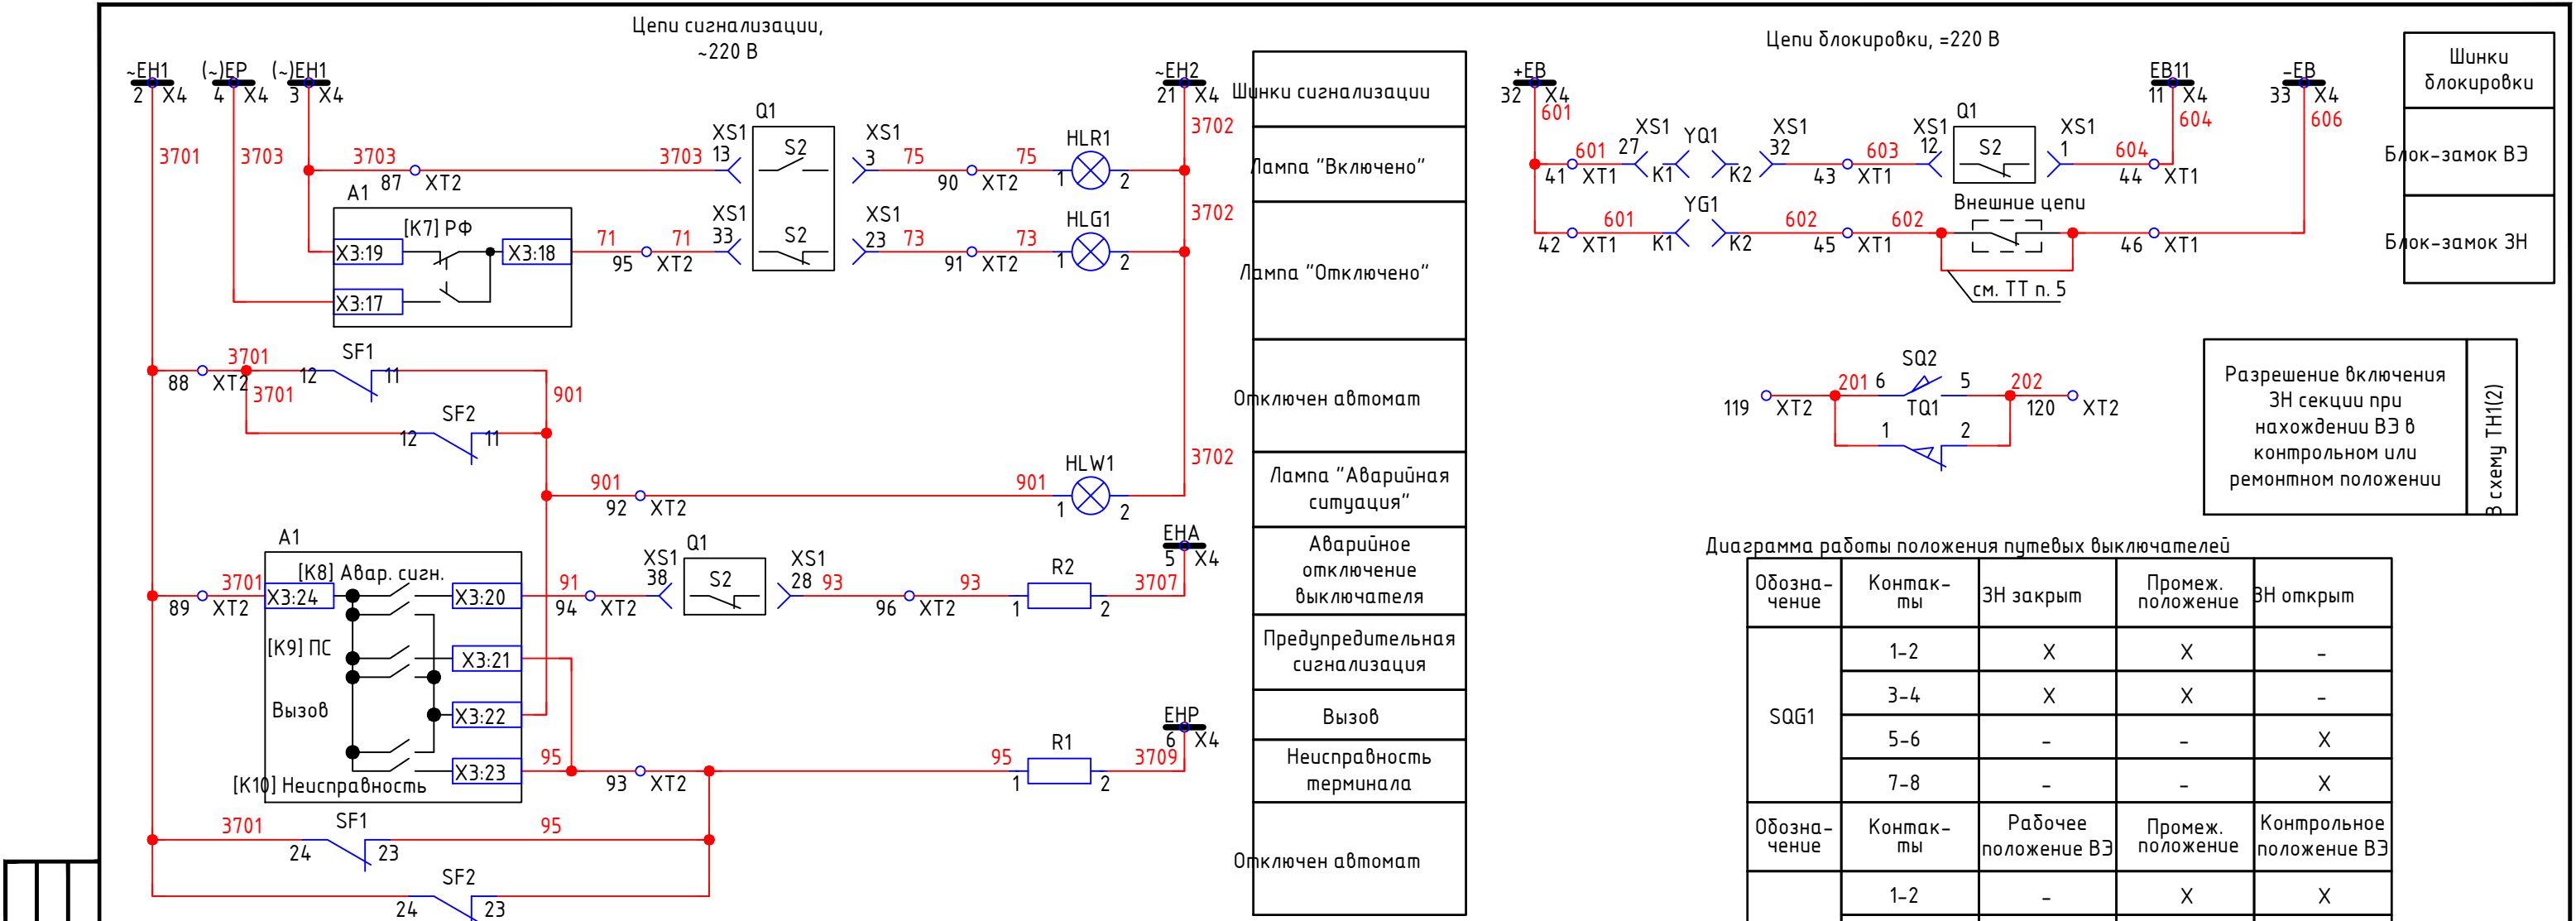 Цепи сигнализации,
~220 В
~EH1
2 X4
(~)EP
4 X4
(~)EH1
3 X4
~EH2
21 X4
3701
3703
3703
87 XT2
3703
XS1
13
Q1
S2
XS1
3
75
90 XT2
75
HLR1
1 2
3702
A1
[K7] РФ
X3:19
X3:18
X3:17
71
95 XT2
71
XS1
33
S2
XS1
23
73
91 XT2
73
HLG1
1 2
3702
88 XT2
3701
3701
SF1
12 11
901
SF2
12 11
901
92 XT2
901
HLW1
1 2
3702
A1
89 XT2
3701
X3:24
[K8] Авар. сигн.
X3:20
[K9] ПС
X3:21
Вызов
X3:22
[K10] Неисправность
X3:23
91
94 XT2
XS1
38
Q1
S2
XS1
28
93
96 XT2
93
R2
1 2
3707
EHA
5 X4
95
93 XT2
95
R1
1 2
3709
EHP
6 X4
3701
SF1
24 23
95
SF2
24 23
Шинки сигнализации
Лампа "Включено"
Лампа "Отключено"
Отключен автомат
Лампа "Аварийная
ситуация"
Аварийное
отключение
выключателя
Предупредительная
сигнализация
Вызов
Неисправность
терминала
Отключен автомат
Цепи блокировки, =220 В
+EB
32 X4
601
EB11
11 X4
604
-EB
33 X4
606
41 XT1
601
XS1
27
YQ1
K1 K2
XS1
32
43 XT1
603
XS1
12
Q1
S2
XS1
1
604
44 XT1
42 XT1
601
YG1
K1 K2
602
45 XT1
602
Внешние цепи
46 XT1
см. ТТ п. 5
Шинки
блокировки
Блок-замок ВЭ
Блок-замок ЗН
119 XT2
201
6 SQ2 5
TQ1
1 2
202
120 XT2
Разрешение включения
ЗН секции при
нахождении ВЭ в
контрольном или
ремонтном положении
В схему ТН1(2)
Диаграмма работы положения путевых выключателей
Обозна-
чение
Контак-
ты
ЗН закрыт
Промеж.
положение
ЗН открыт
SQG1
1-2 X X -
3-4 X X -
5-6 - - X
7-8 - - X
Обозна-
чение
Контак-
ты
Рабочее
положение ВЭ
Промеж.
положение
Контрольное
положение ВЭ
1-2 - X X